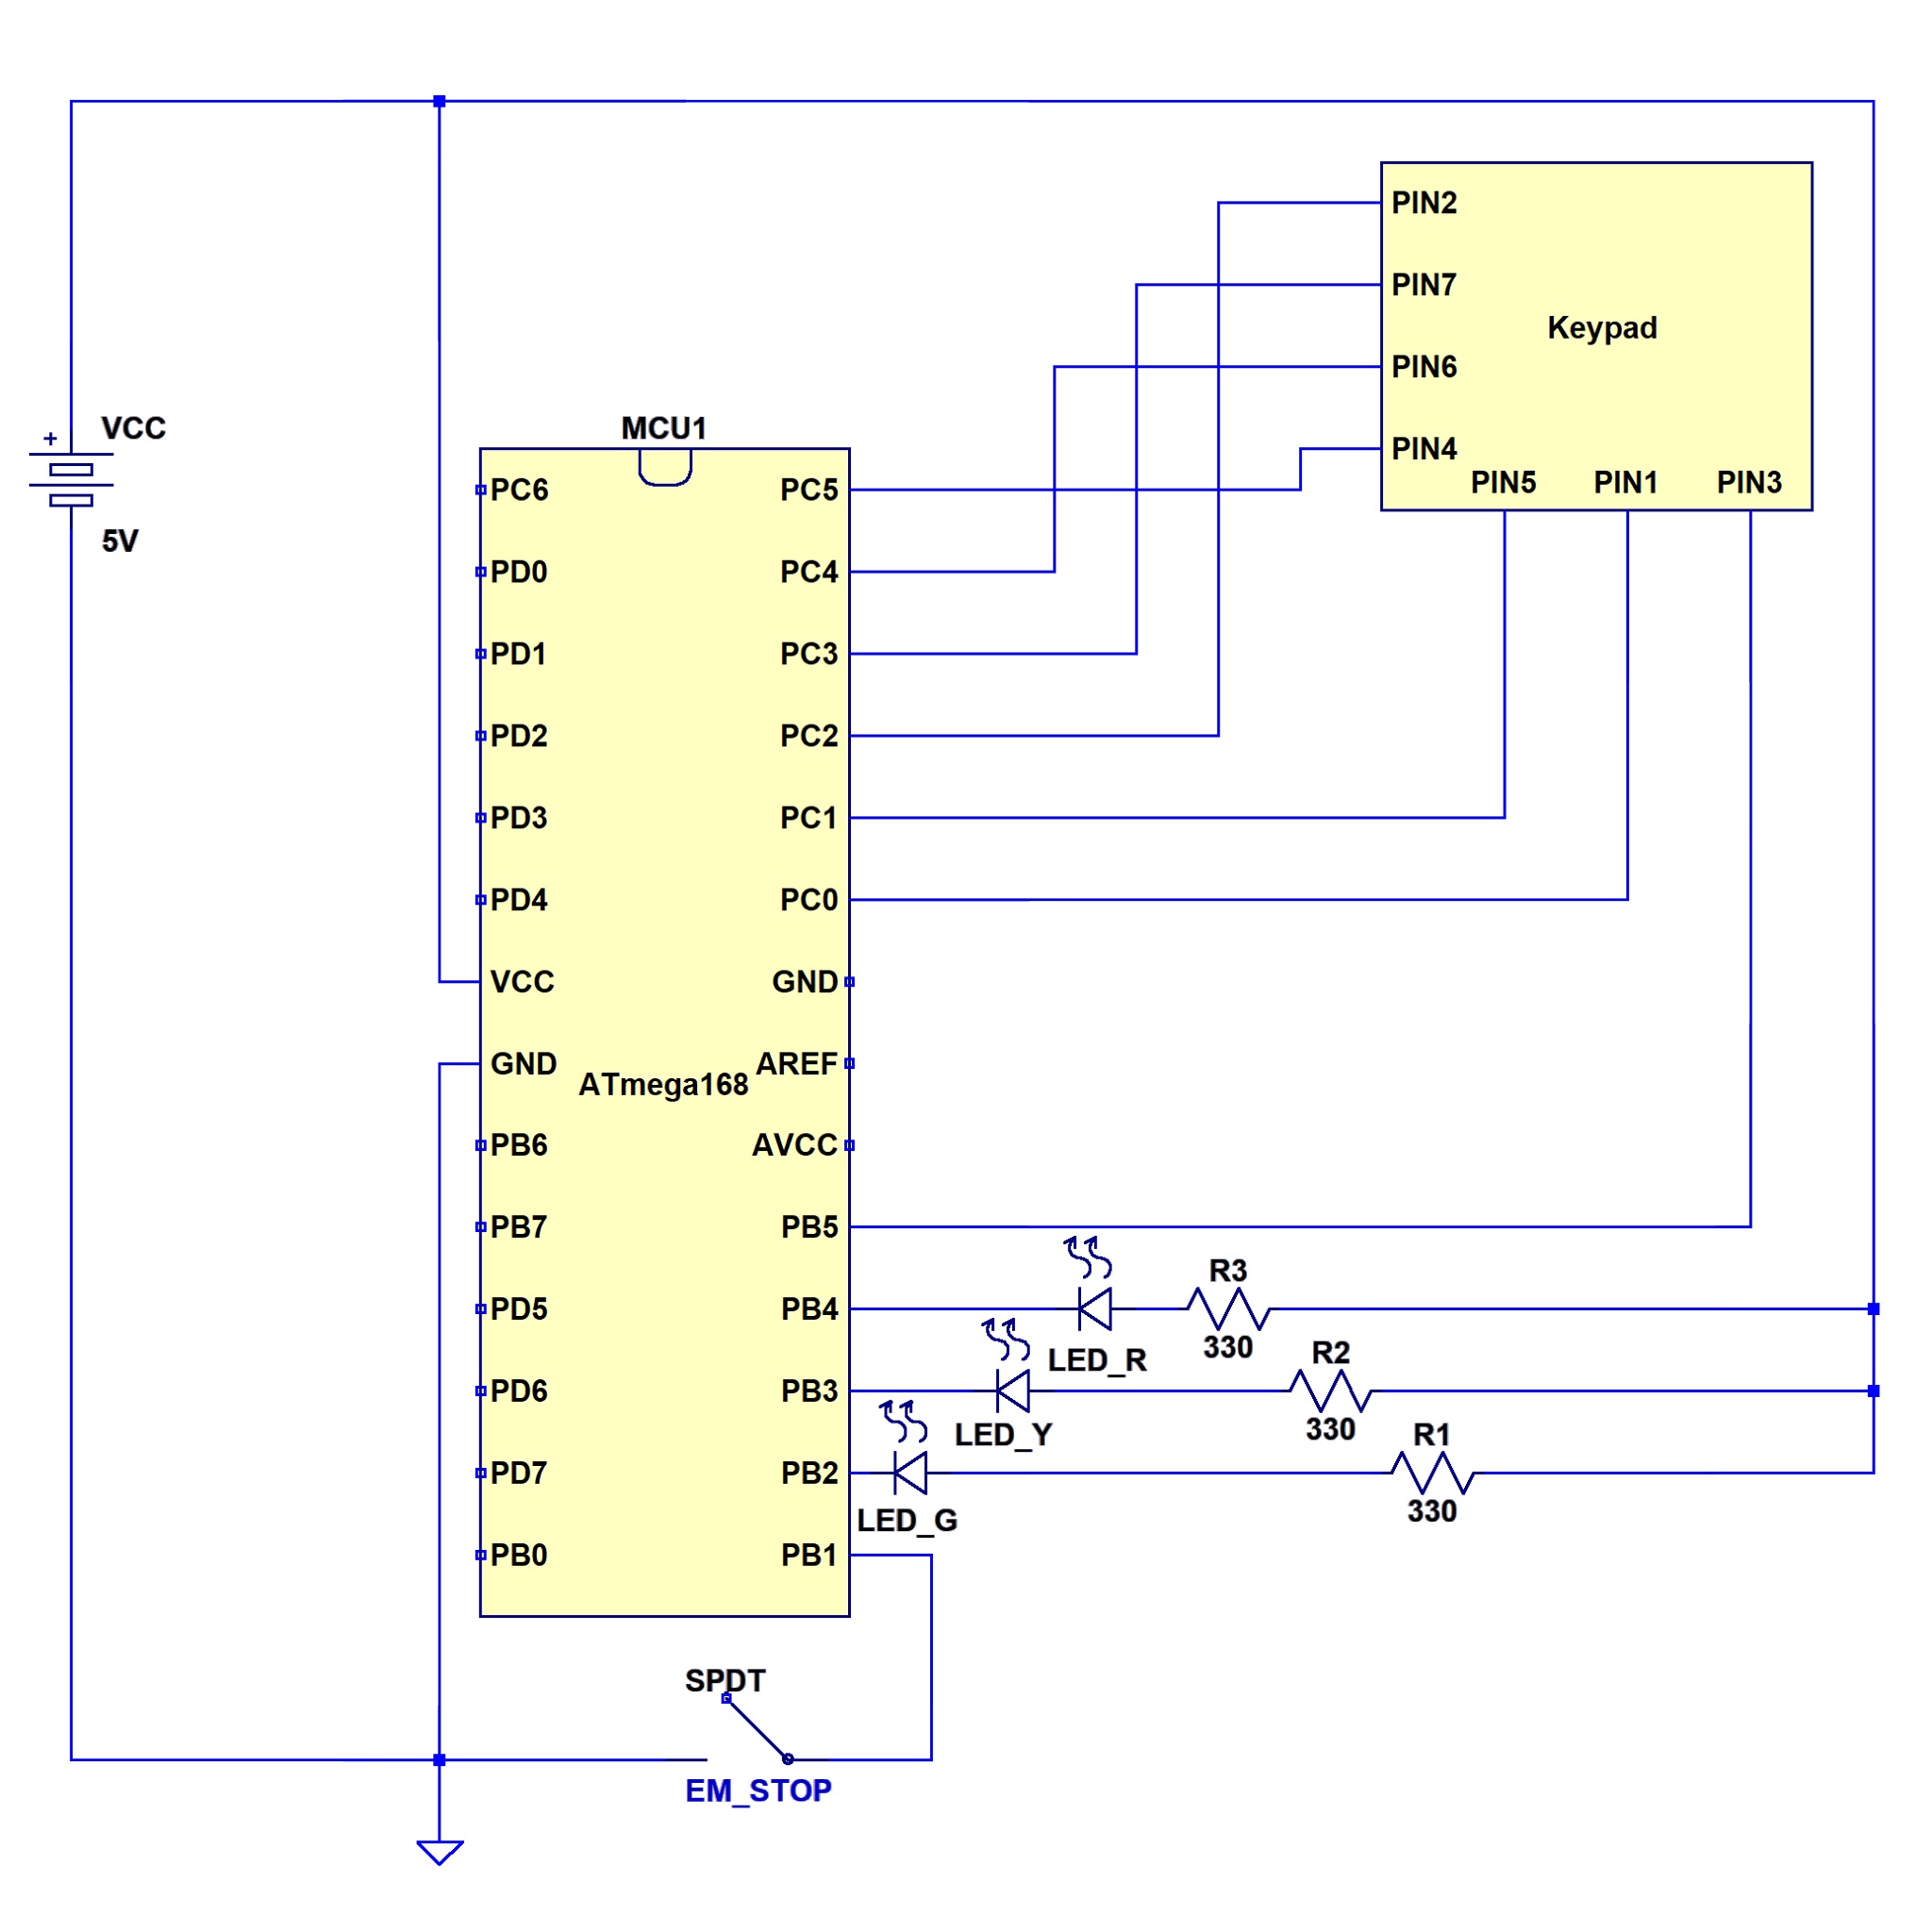 PIN2
PIN7
Keypad
PIN6
PIN4
PIN5 PIN1 PIN3
+ VCC
5V
MCU1
PC6 PC5
PD0 PC4
PD1 PC3
PD2 PC2
PD3 PC1
PD4 PC0
VCC GND
GND AREF
ATmega168
PB6 AVCC
PB7 PB5
PD5 PB4
PD6 PB3
PD7 PB2
PB0 PB1
R3
330
LED_R
R2
330
LED_Y
R1
330
LED_G
SPDT
EM_STOP